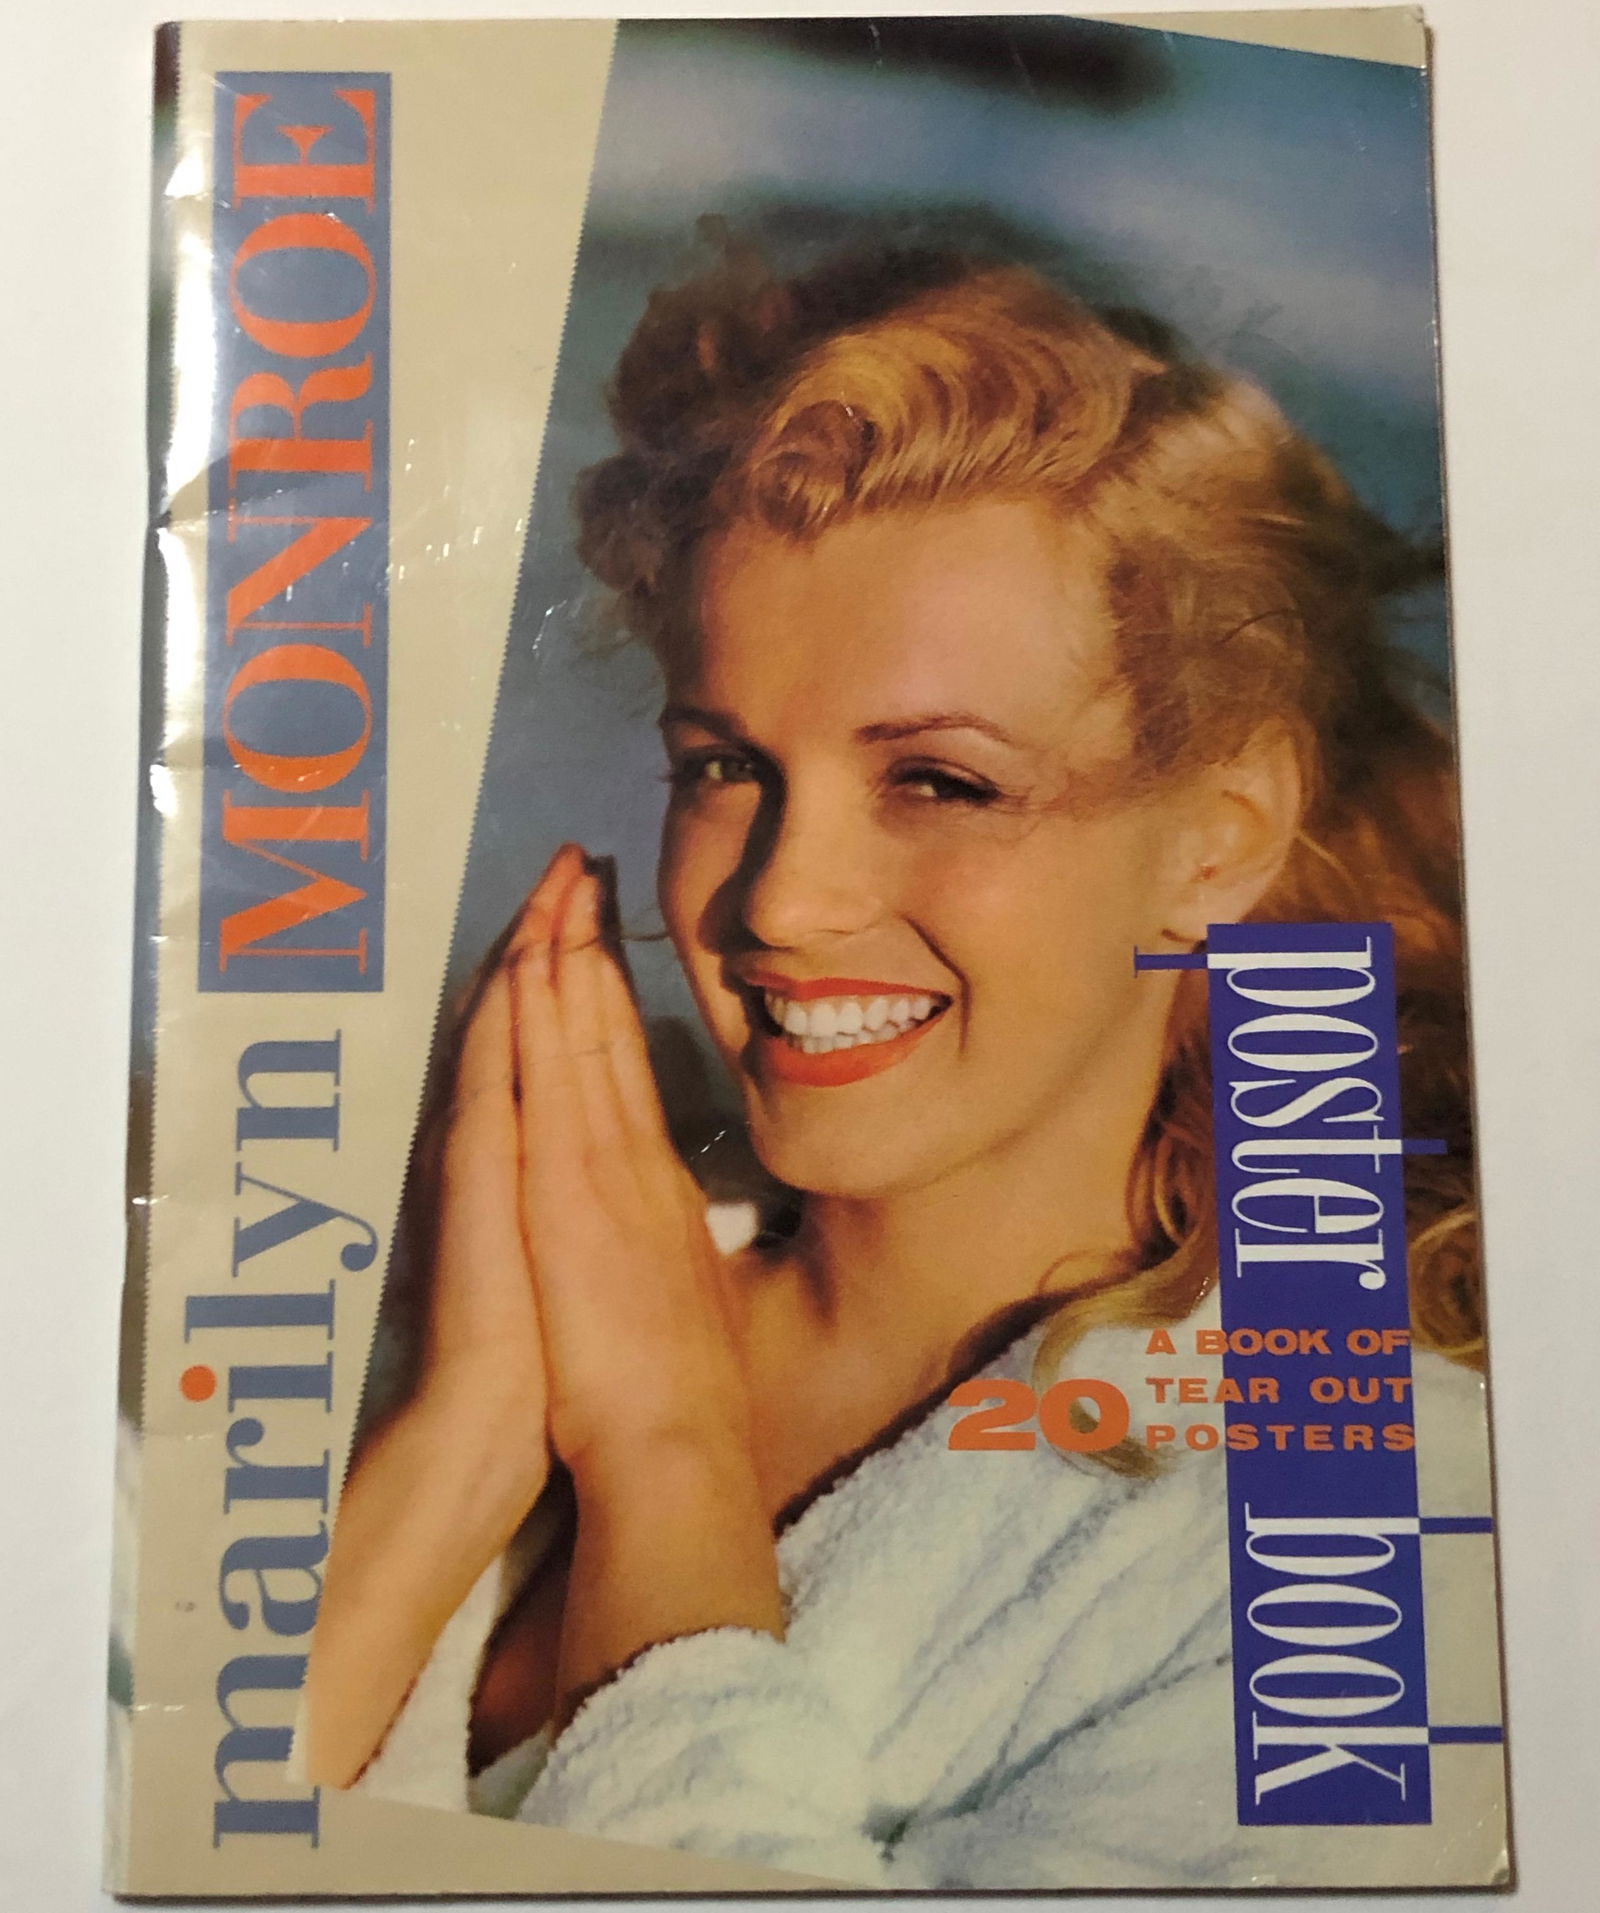 marilyn MONROE
poster book
20
A BOOK OF
TEAR OUT
POSTERS